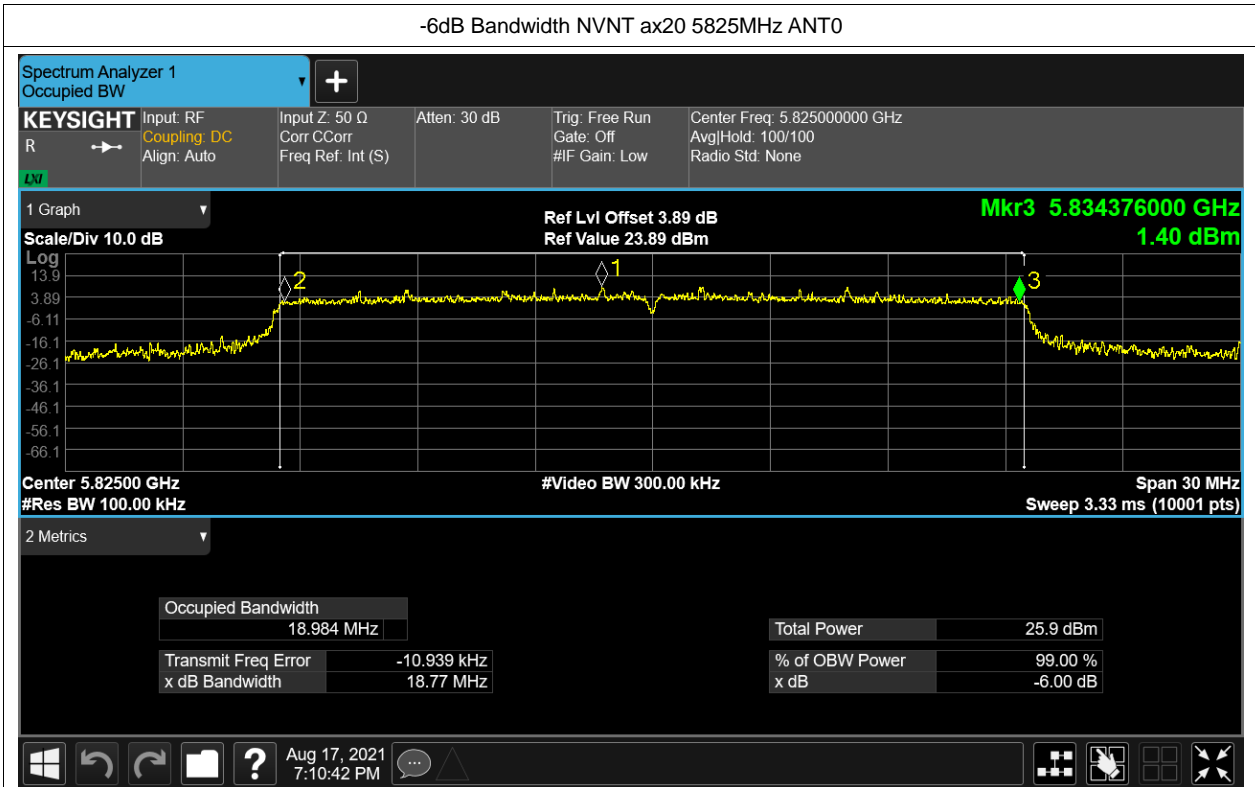 -6dB Bandwidth NVNT ax20 5825MHz ANT0
Spectrum Analyzer 1
Occupied BW
KEYSIGHT
R
LXI
Input: RF
Coupling: DC
Align: Auto
Input Z: 50 Ω
Corr CCorr
Freq Ref: Int (S)
Atten: 30 dB
Trig: Free Run
Gate: Off
#IF Gain: Low
Center Freq: 5.825000000 GHz
Avg|Hold: 100/100
Radio Std: None
1 Graph
Scale/Div 10.0 dB
Ref Lvl Offset 3.89 dB
Ref Value 23.89 dBm
Mkr3 5.834376000 GHz
1.40 dBm
Log
13.9
3.89
-6.11
-16.1
-26.1
-36.1
-46.1
-56.1
-66.1
2
1
3
Center 5.82500 GHz
#Res BW 100.00 kHz
#Video BW 300.00 kHz
Span 30 MHz
Sweep 3.33 ms (10001 pts)
2 Metrics
Occupied Bandwidth
18.984 MHz
Transmit Freq Error -10.939 kHz
x dB Bandwidth 18.77 MHz
Total Power 25.9 dBm
% of OBW Power 99.00 %
x dB -6.00 dB
?
Aug 17, 2021
7:10:42 PM